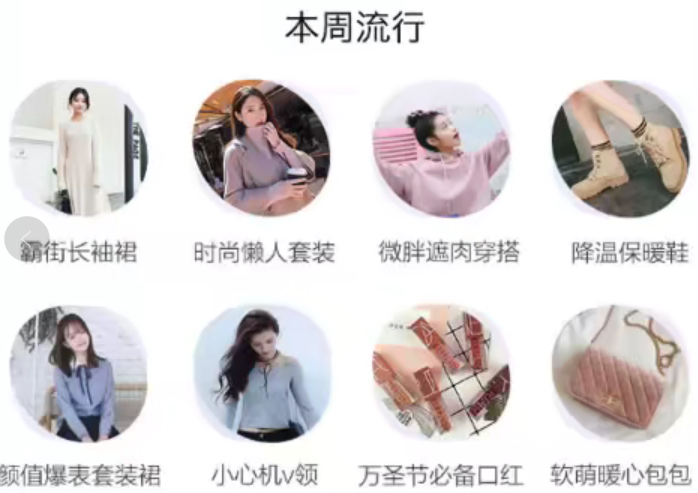 本周流行
霸街长袖裙
时尚懒人套装
微胖遮肉穿搭
降温保暖鞋
颜值爆表套装裙
小心机v领
万圣节必备口红
软萌暖心包包